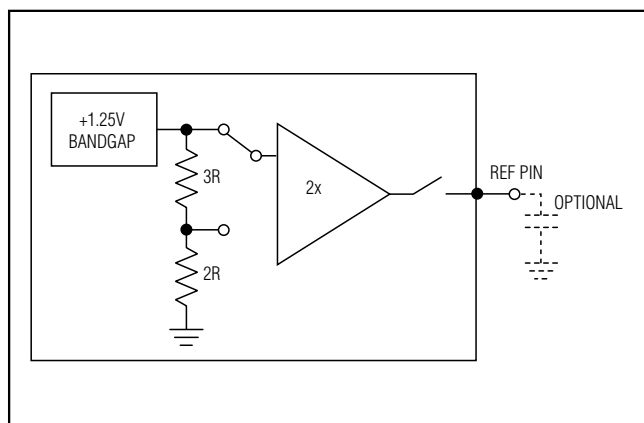 +1.25V
BANDGAP
3R
2R
2x
REF PIN
OPTIONAL